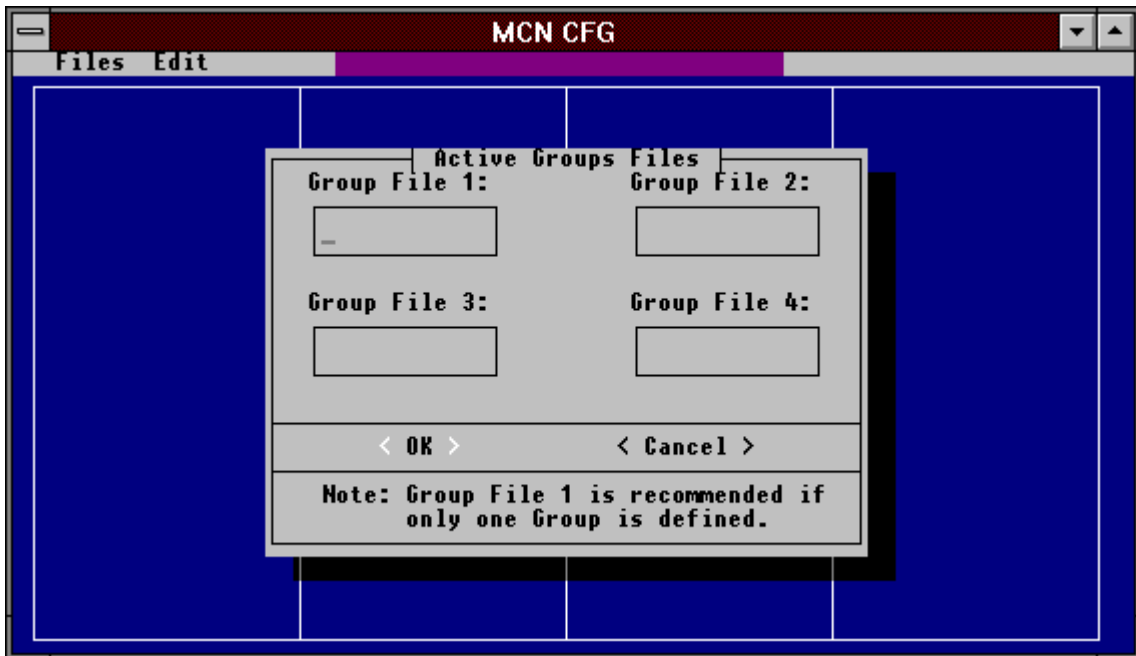 MCN CFG
Files Edit
Active Groups Files
Group File 1: Group File 2:
Group File 3: Group File 4:
< OK > < Cancel >
Note: Group File 1 is recommended if
only one Group is defined.